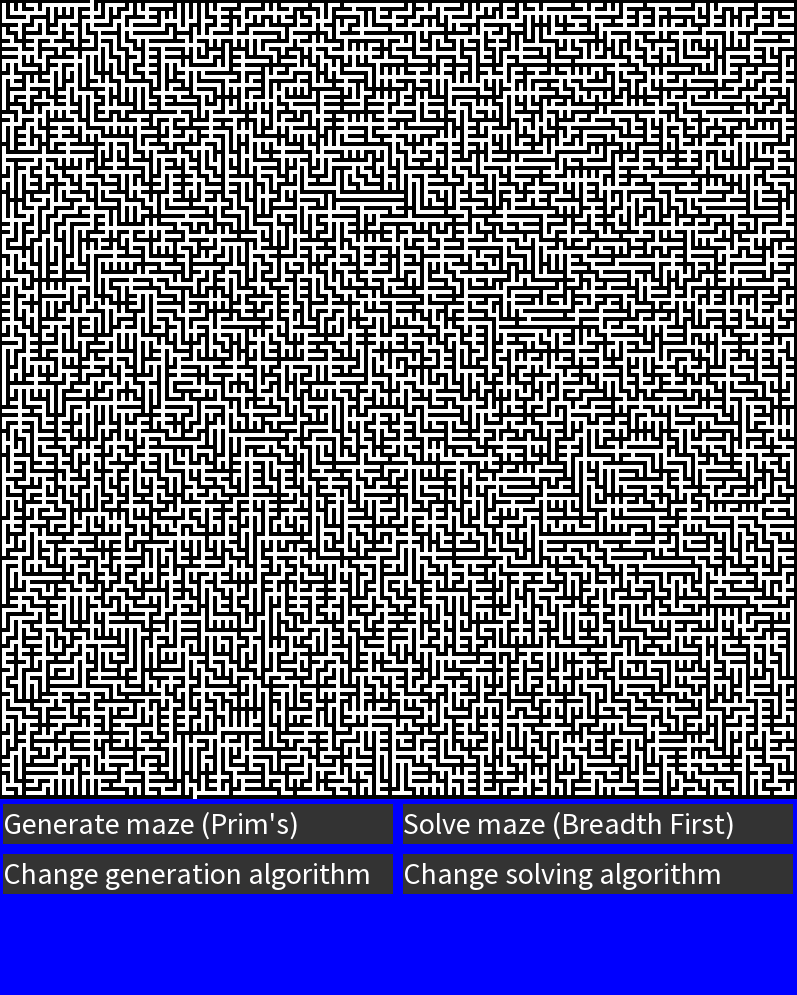 Generate maze (Prim's)
Solve maze (Breadth First)
Change generation algorithm
Change solving algorithm